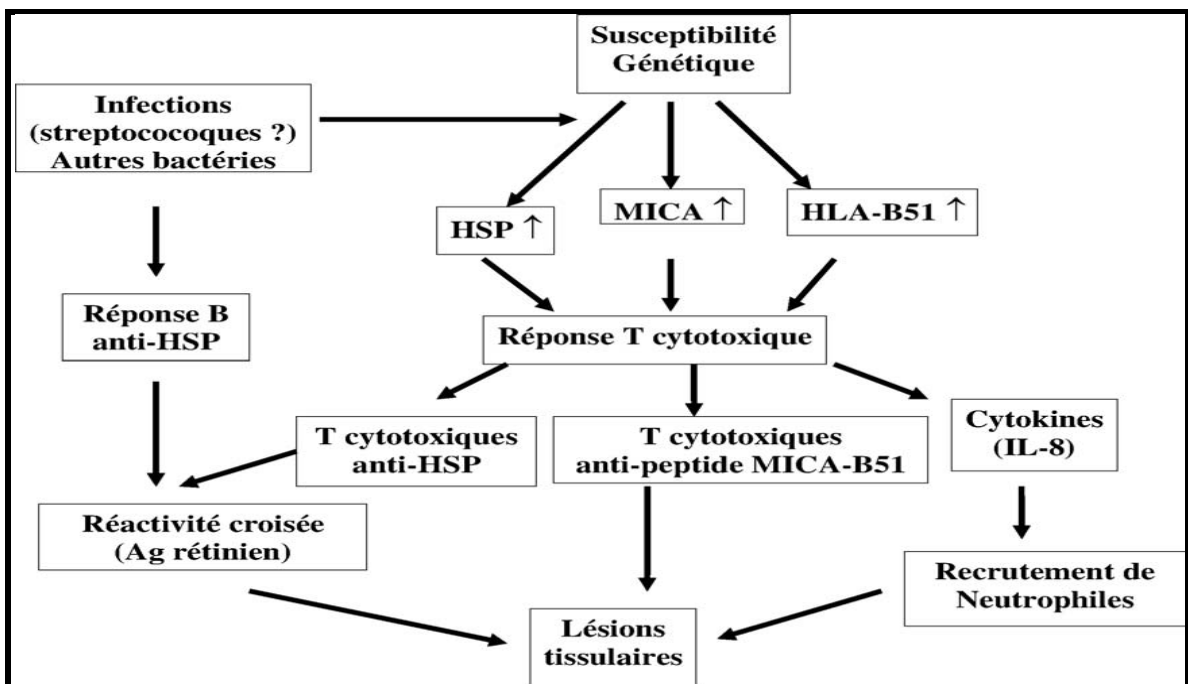 Susceptibilité
Génétique
Infections
(streptococoques ?)
Autres bactéries
HSP ↑
MICA ↑
HLA-B51 ↑
Réponse B
anti-HSP
Réponse T cytotoxique
T cytotoxiques
anti-HSP
T cytotoxiques
anti-peptide MICA-B51
Cytokines
(IL-8)
Réactivité croisée
(Ag rétinien)
Recrutement de
Neutrophiles
Lésions
tissulaires